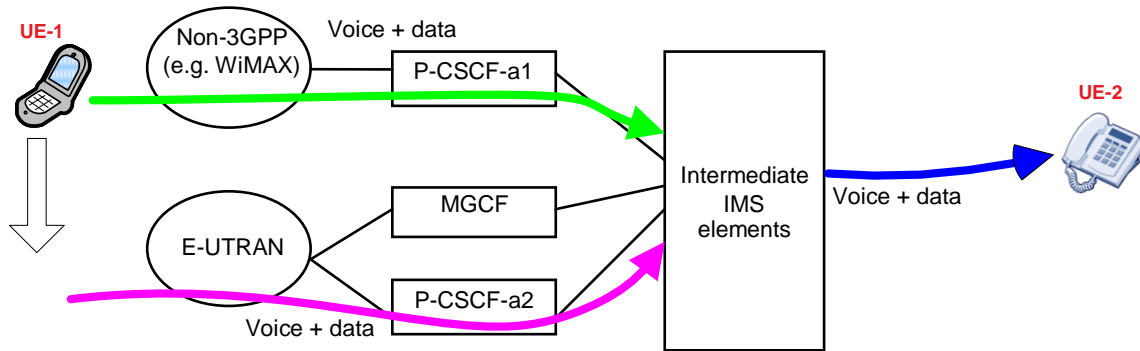 UE-1
Non-3GPP
(e.g. WiMAX)
Voice + data
P-CSCF-a1
UE-2
MGCF
Intermediate
IMS
elements
Voice + data
E-UTRAN
P-CSCF-a2
Voice + data